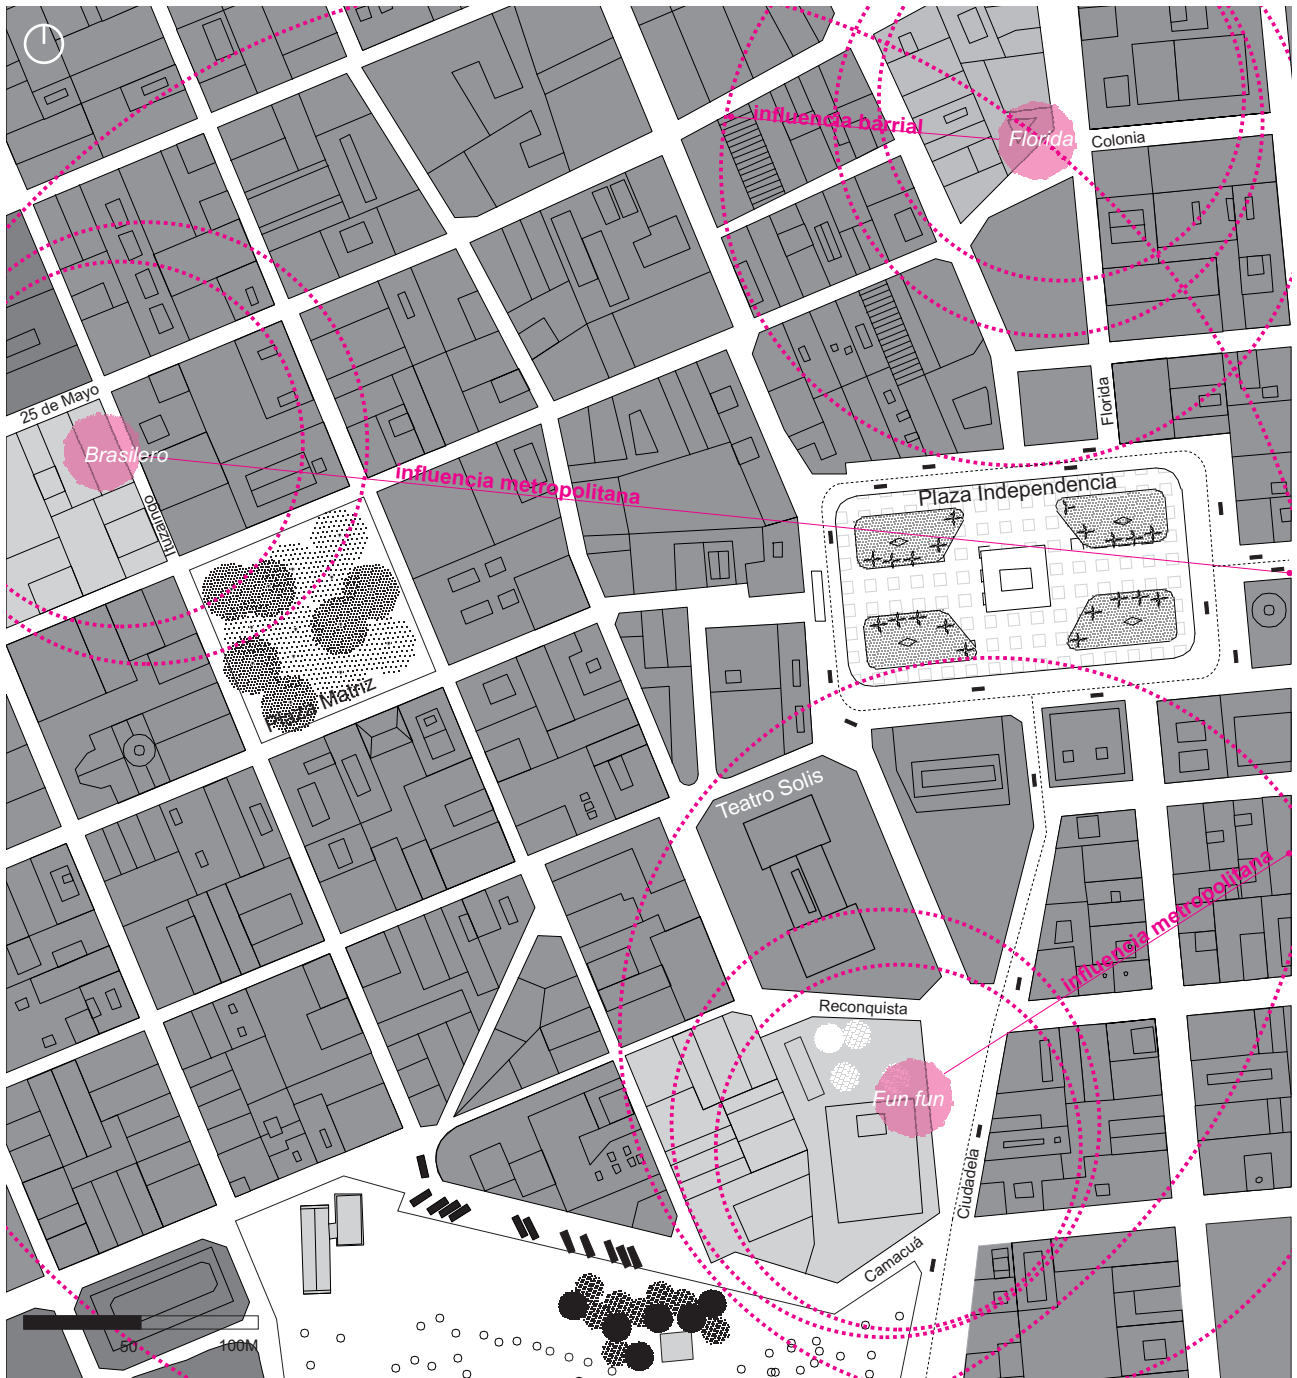 influencia barrial
Florida
Colonia
25 de Mayo
Brasilero
influencia metropolitana
Florida
Plaza Independencia
Ituzaingo
Plaza Matriz
Teatro Solis
influencia metropolitana
Reconquista
Fun fun
Ciudadela
Camacuá
50
100M